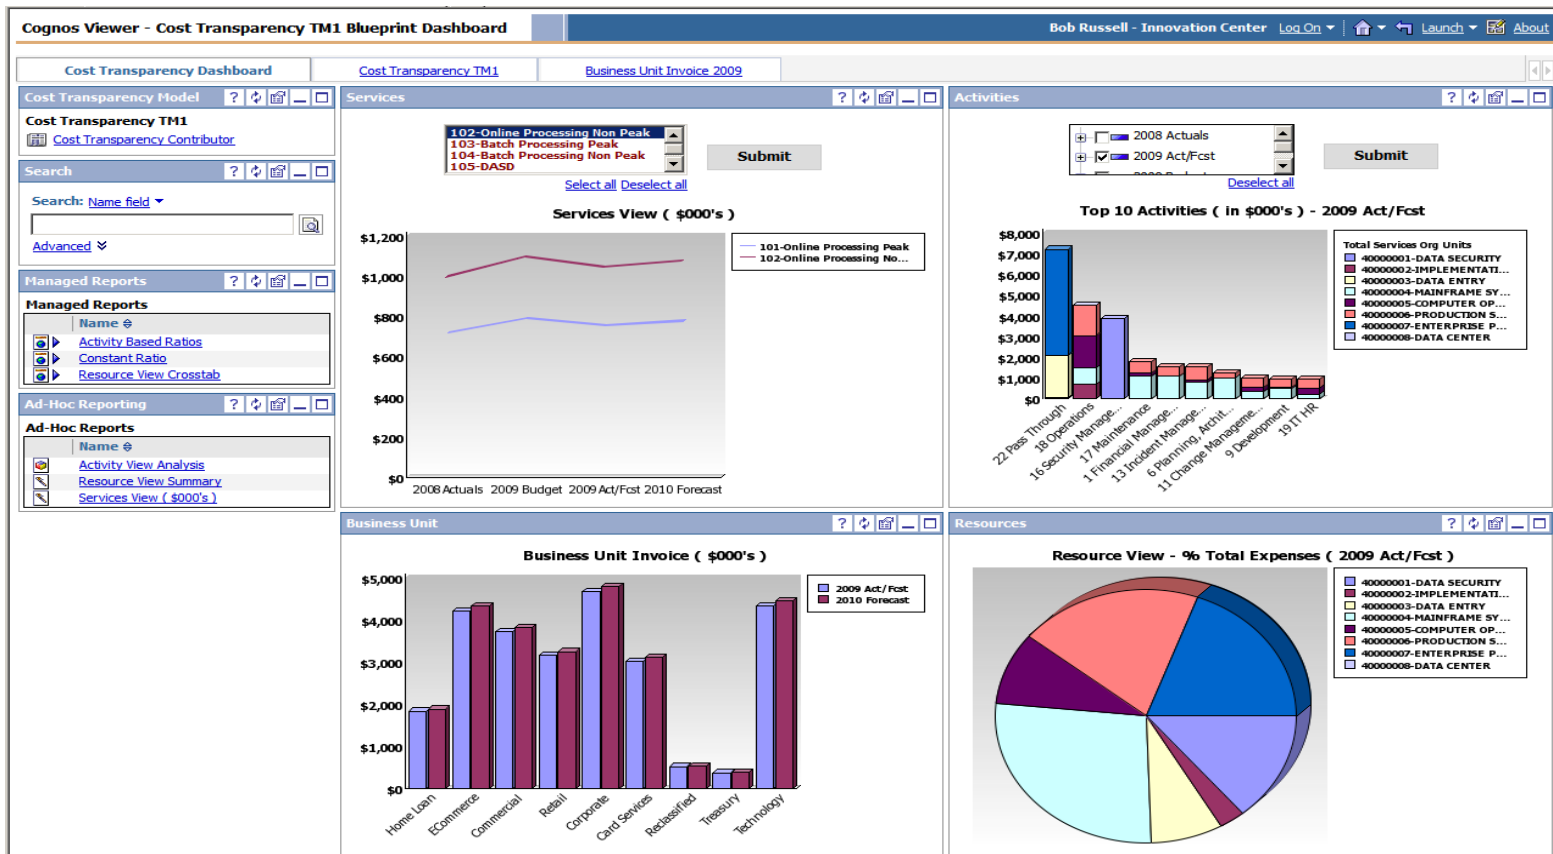 Cognos Viewer - Cost Transparency TM1 Blueprint Dashboard
Bob Russell - Innovation Center Log On Launch About
Cost Transparency Dashboard
Cost Transparency TM1
Business Unit Invoice 2009
Cost Transparency Model ?
Cost Transparency TM1
Cost Transparency Contributor
Search ?
Search: Name field
Advanced
Managed Reports ?
Managed Reports
Name
Activity Based Ratios
Constant Ratio
Resource View Crosstab
Ad-Hoc Reporting ?
Ad-Hoc Reports
Name
Activity View Analysis
Resource View Summary
Services View ( $000's )
Services ?
102-Online Processing Non Peak
103-Batch Processing Peak
104-Batch Processing Non Peak
105-DASD
Submit
Select all Deselect all
Services View ( $000's )
$1,200
$1,000
$800
$600
$400
$200
$0
2008 Actuals 2009 Budget 2009 Act/Fcst 2010 Forecast
101-Online Processing Peak
102-Online Processing No...
Activities ?
2008 Actuals
2009 Act/Fcst
Submit
Deselect all
Top 10 Activities ( in $000's ) - 2009 Act/Fcst
$8,000
$7,000
$6,000
$5,000
$4,000
$3,000
$2,000
$1,000
$0
22 Pass Through
18 Operations
16 Security Manage...
17 Maintenance
1 Financial Manage...
13 Incident Manage...
6 Planning, Archit...
11 Change Manageme...
9 Development
19 IT HR
Total Services Org Units
40000001-DATA SECURITY
40000002-IMPLEMENTATI...
40000003-DATA ENTRY
40000004-MAINFRAME SY...
40000005-COMPUTER OP...
40000006-PRODUCTION S...
40000007-ENTERPRISE P...
40000008-DATA CENTER
Business Unit ?
Business Unit Invoice ( $000's )
$5,000
$4,000
$3,000
$2,000
$1,000
$0
Home Loan
ECommerce
Commercial
Retail
Corporate
Card Services
Reclassified
Treasury
Technology
2009 Act/Fcst
2010 Forecast
Resources ?
Resource View - % Total Expenses ( 2009 Act/Fcst )
40000001-DATA SECURITY
40000002-IMPLEMENTATI...
40000003-DATA ENTRY
40000004-MAINFRAME SY...
40000005-COMPUTER OP...
40000006-PRODUCTION S...
40000007-ENTERPRISE P...
40000008-DATA CENTER